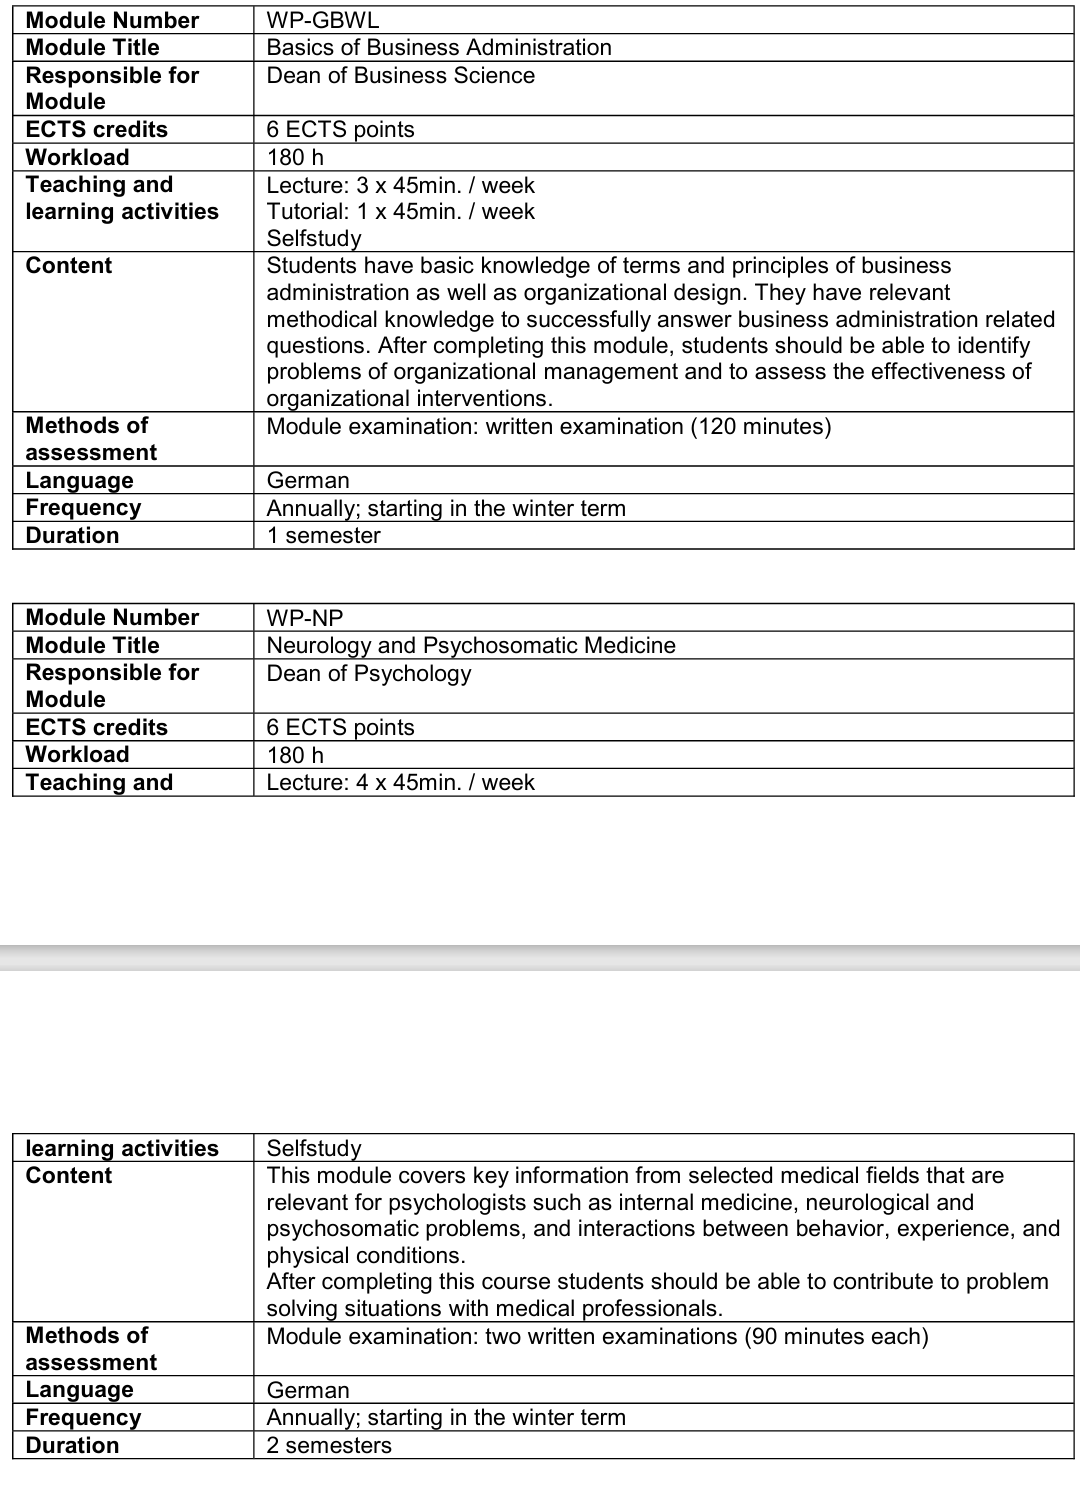 Module Number WP-GBWL
Module Title Basics of Business Administration
Responsible for Dean of Business Science
Module
ECTS credits 6 ECTS points
Workload 180 h
Teaching and Lecture: 3 x 45min. / week
learning activities Tutorial: 1 x 45min. / week
Selfstudy
Content Students have basic knowledge of terms and principles of business
administration as well as organizational design. They have relevant
methodical knowledge to successfully answer business administration related
questions. After completing this module, students should be able to identify
problems of organizational management and to assess the effectiveness of
organizational interventions.
Methods of Module examination: written examination (120 minutes)
assessment
Language German
Frequency Annually; starting in the winter term
Duration 1 semester
Module Number WP-NP
Module Title Neurology and Psychosomatic Medicine
Responsible for Dean of Psychology
Module
ECTS credits 6 ECTS points
Workload 180 h
Teaching and Lecture: 4 x 45min. / week
learning activities Selfstudy
Content This module covers key information from selected medical fields that are
relevant for psychologists such as internal medicine, neurological and
psychosomatic problems, and interactions between behavior, experience, and
physical conditions.
After completing this course students should be able to contribute to problem
solving situations with medical professionals.
Methods of Module examination: two written examinations (90 minutes each)
assessment
Language German
Frequency Annually; starting in the winter term
Duration 2 semesters